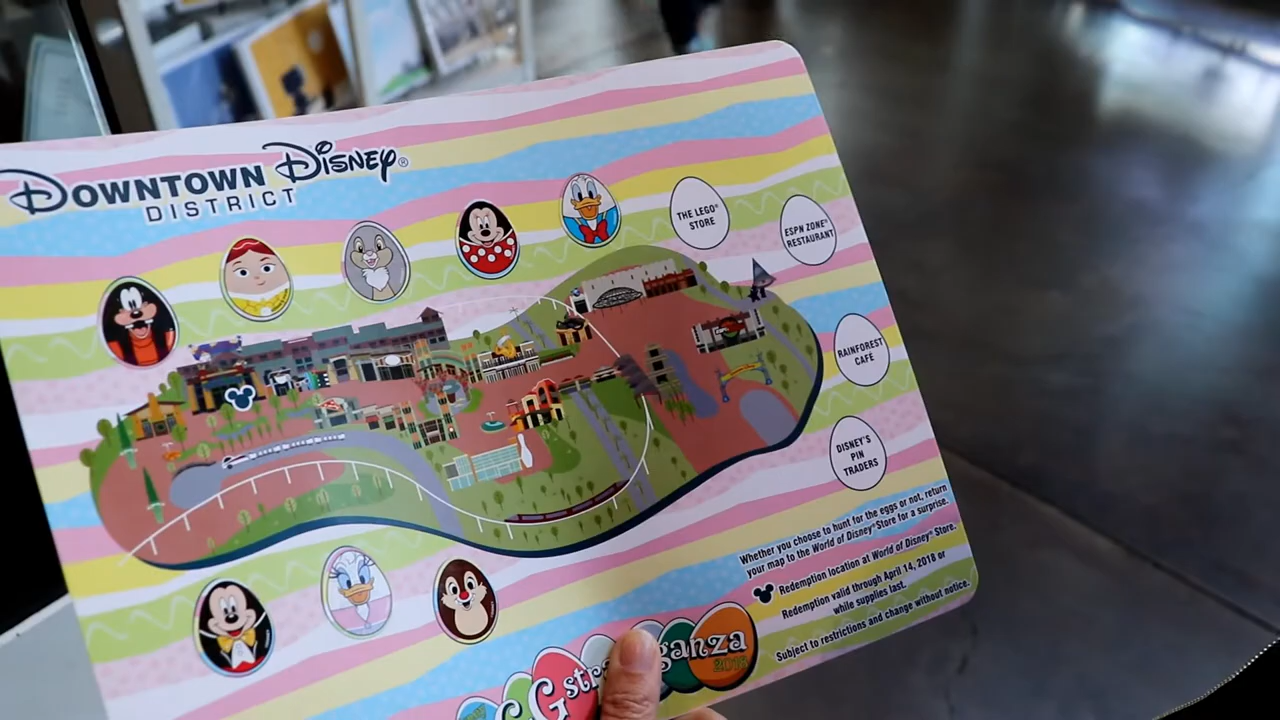 DOWNTOWN DISNEY®
DISTRICT
THE LEGO®
STORE
ESPN ZONE®
RESTAURANT
RAINFOREST
CAFÉ
DISNEY'S
PIN
TRADERS
Whether you choose to hunt for the eggs or not, return
your map to the World of Disney® Store for a surprise.
Redemption location at World of Disney® Store.
Redemption valid through April 14, 2018 or
while supplies last.
Subject to restrictions and change without notice.
ganza
2018